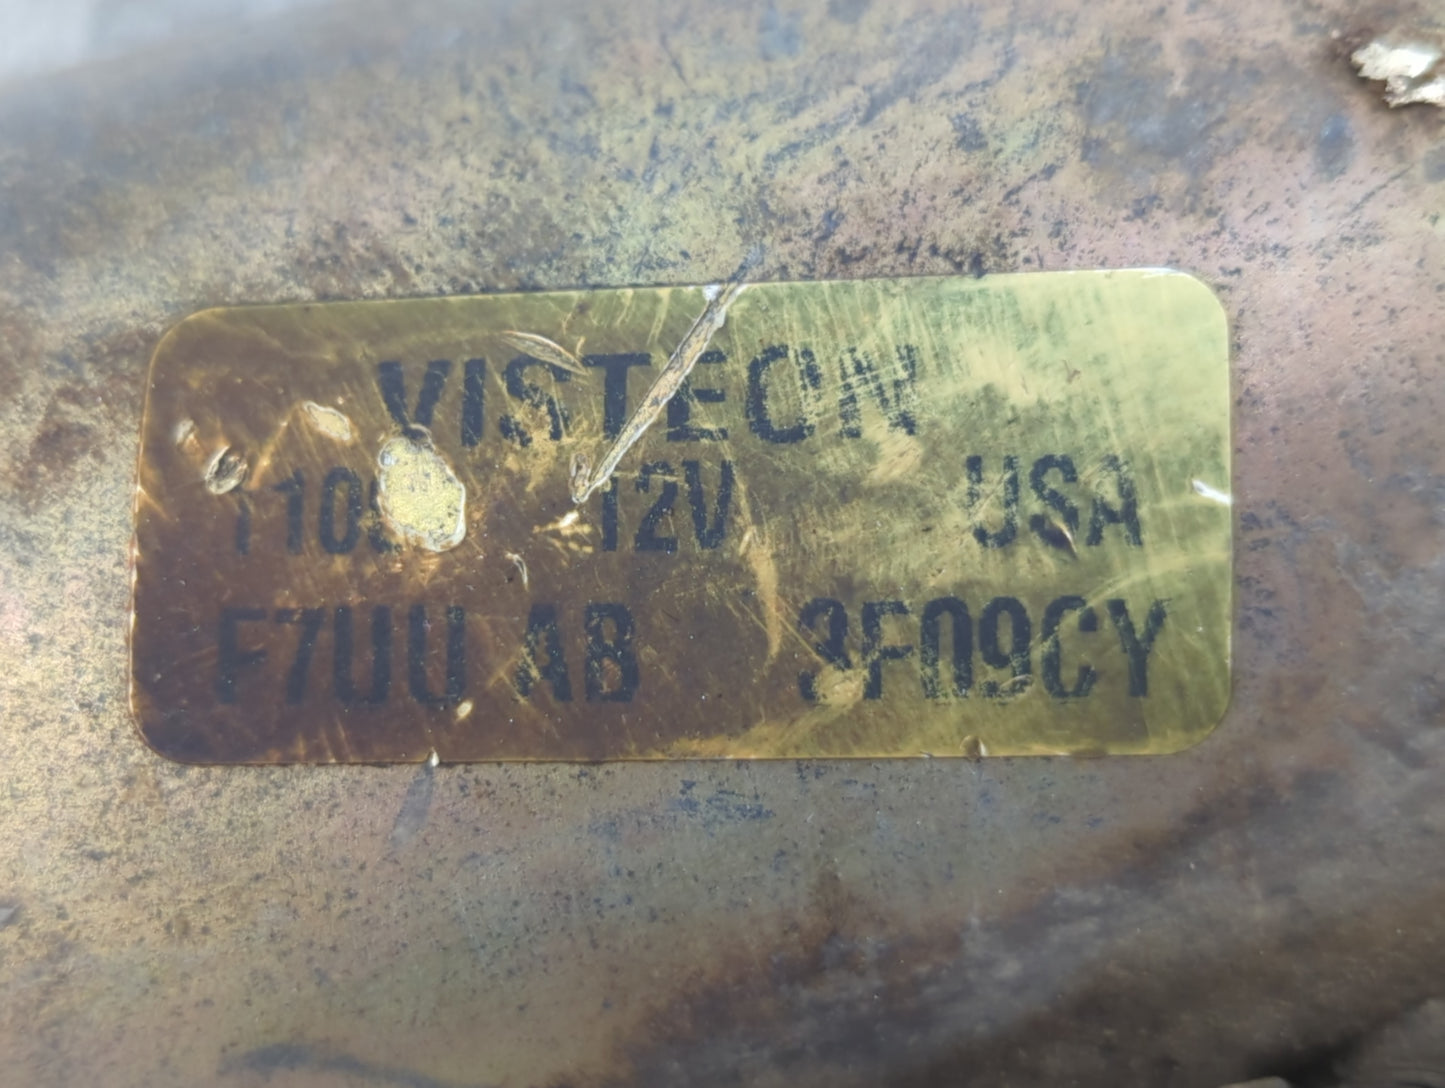 VISTEON
12V USA
F7UU AB 3F09CY